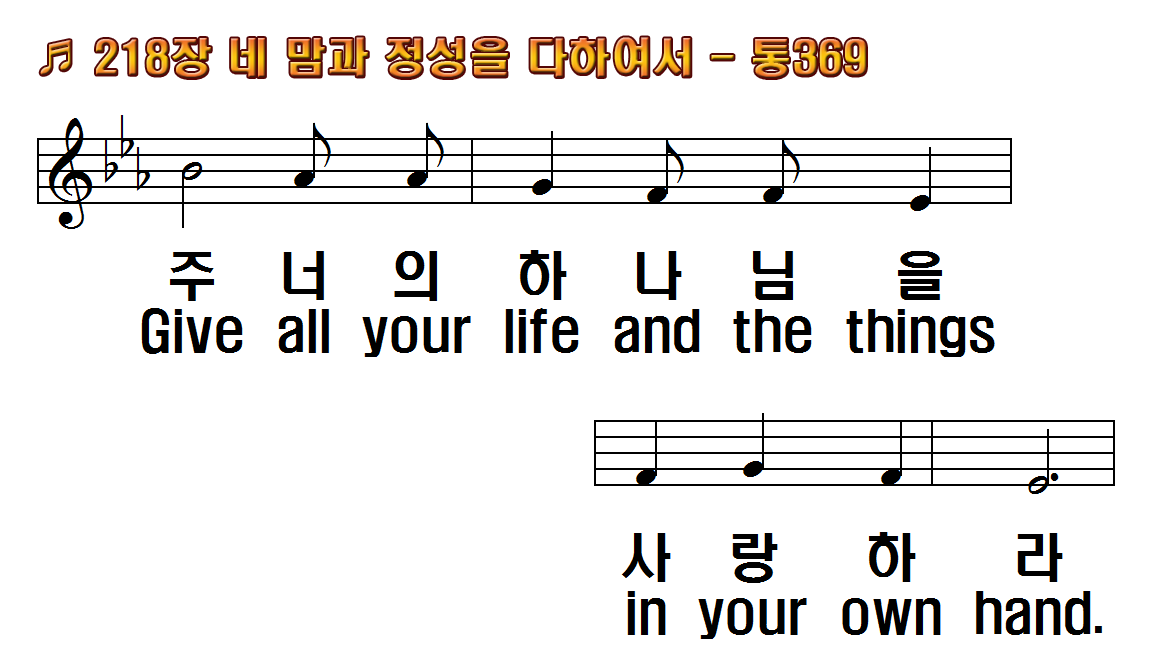 ♬ 218장 네 맘과 정성을 다하여서 - 통369
주 너 의 하 나 님 을
Give all your life and the things
사 랑 하 라
in your own hand.